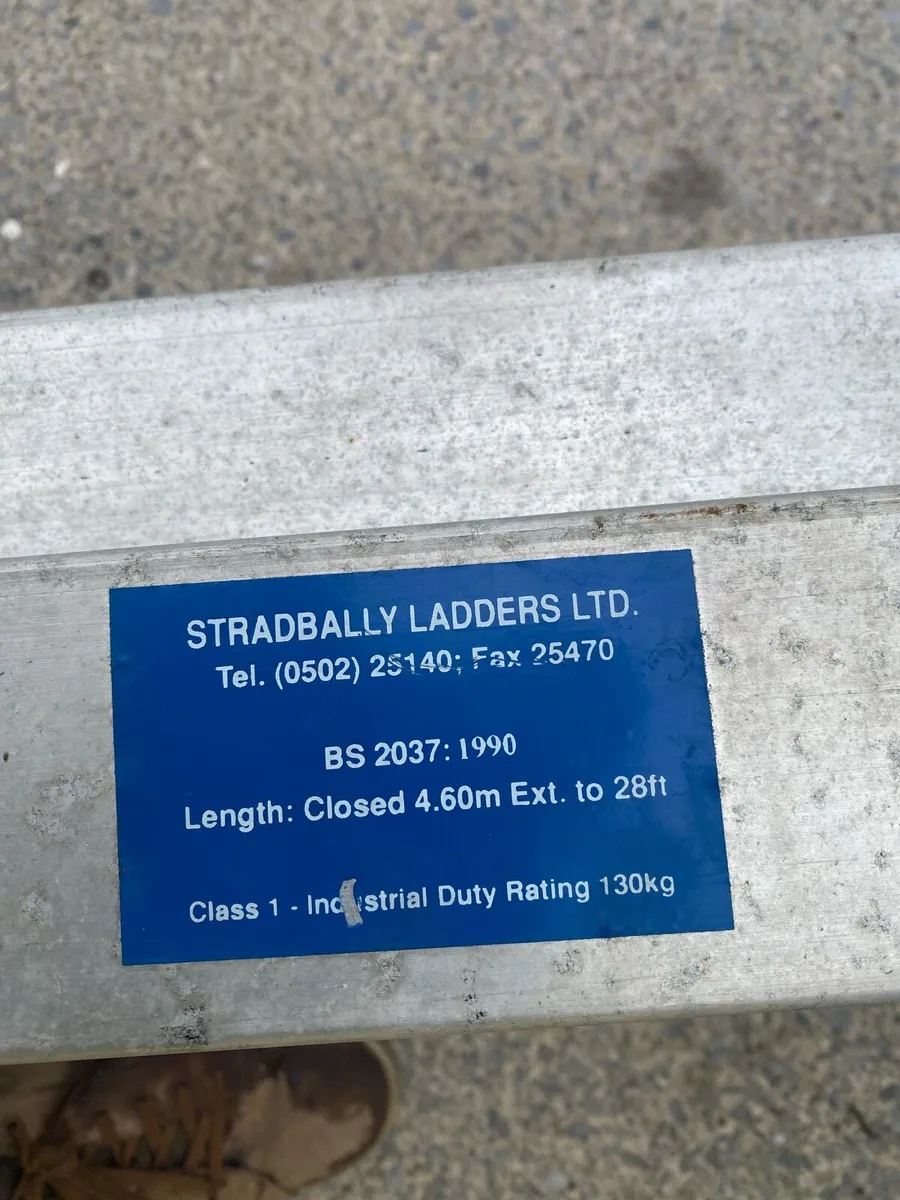 STRADBALLY LADDERS LTD.
Tel. (0502) 25140; Fax 25470
BS 2037: 1990
Length: Closed 4.60m Ext. to 28ft
Class 1 - Industrial Duty Rating 130kg